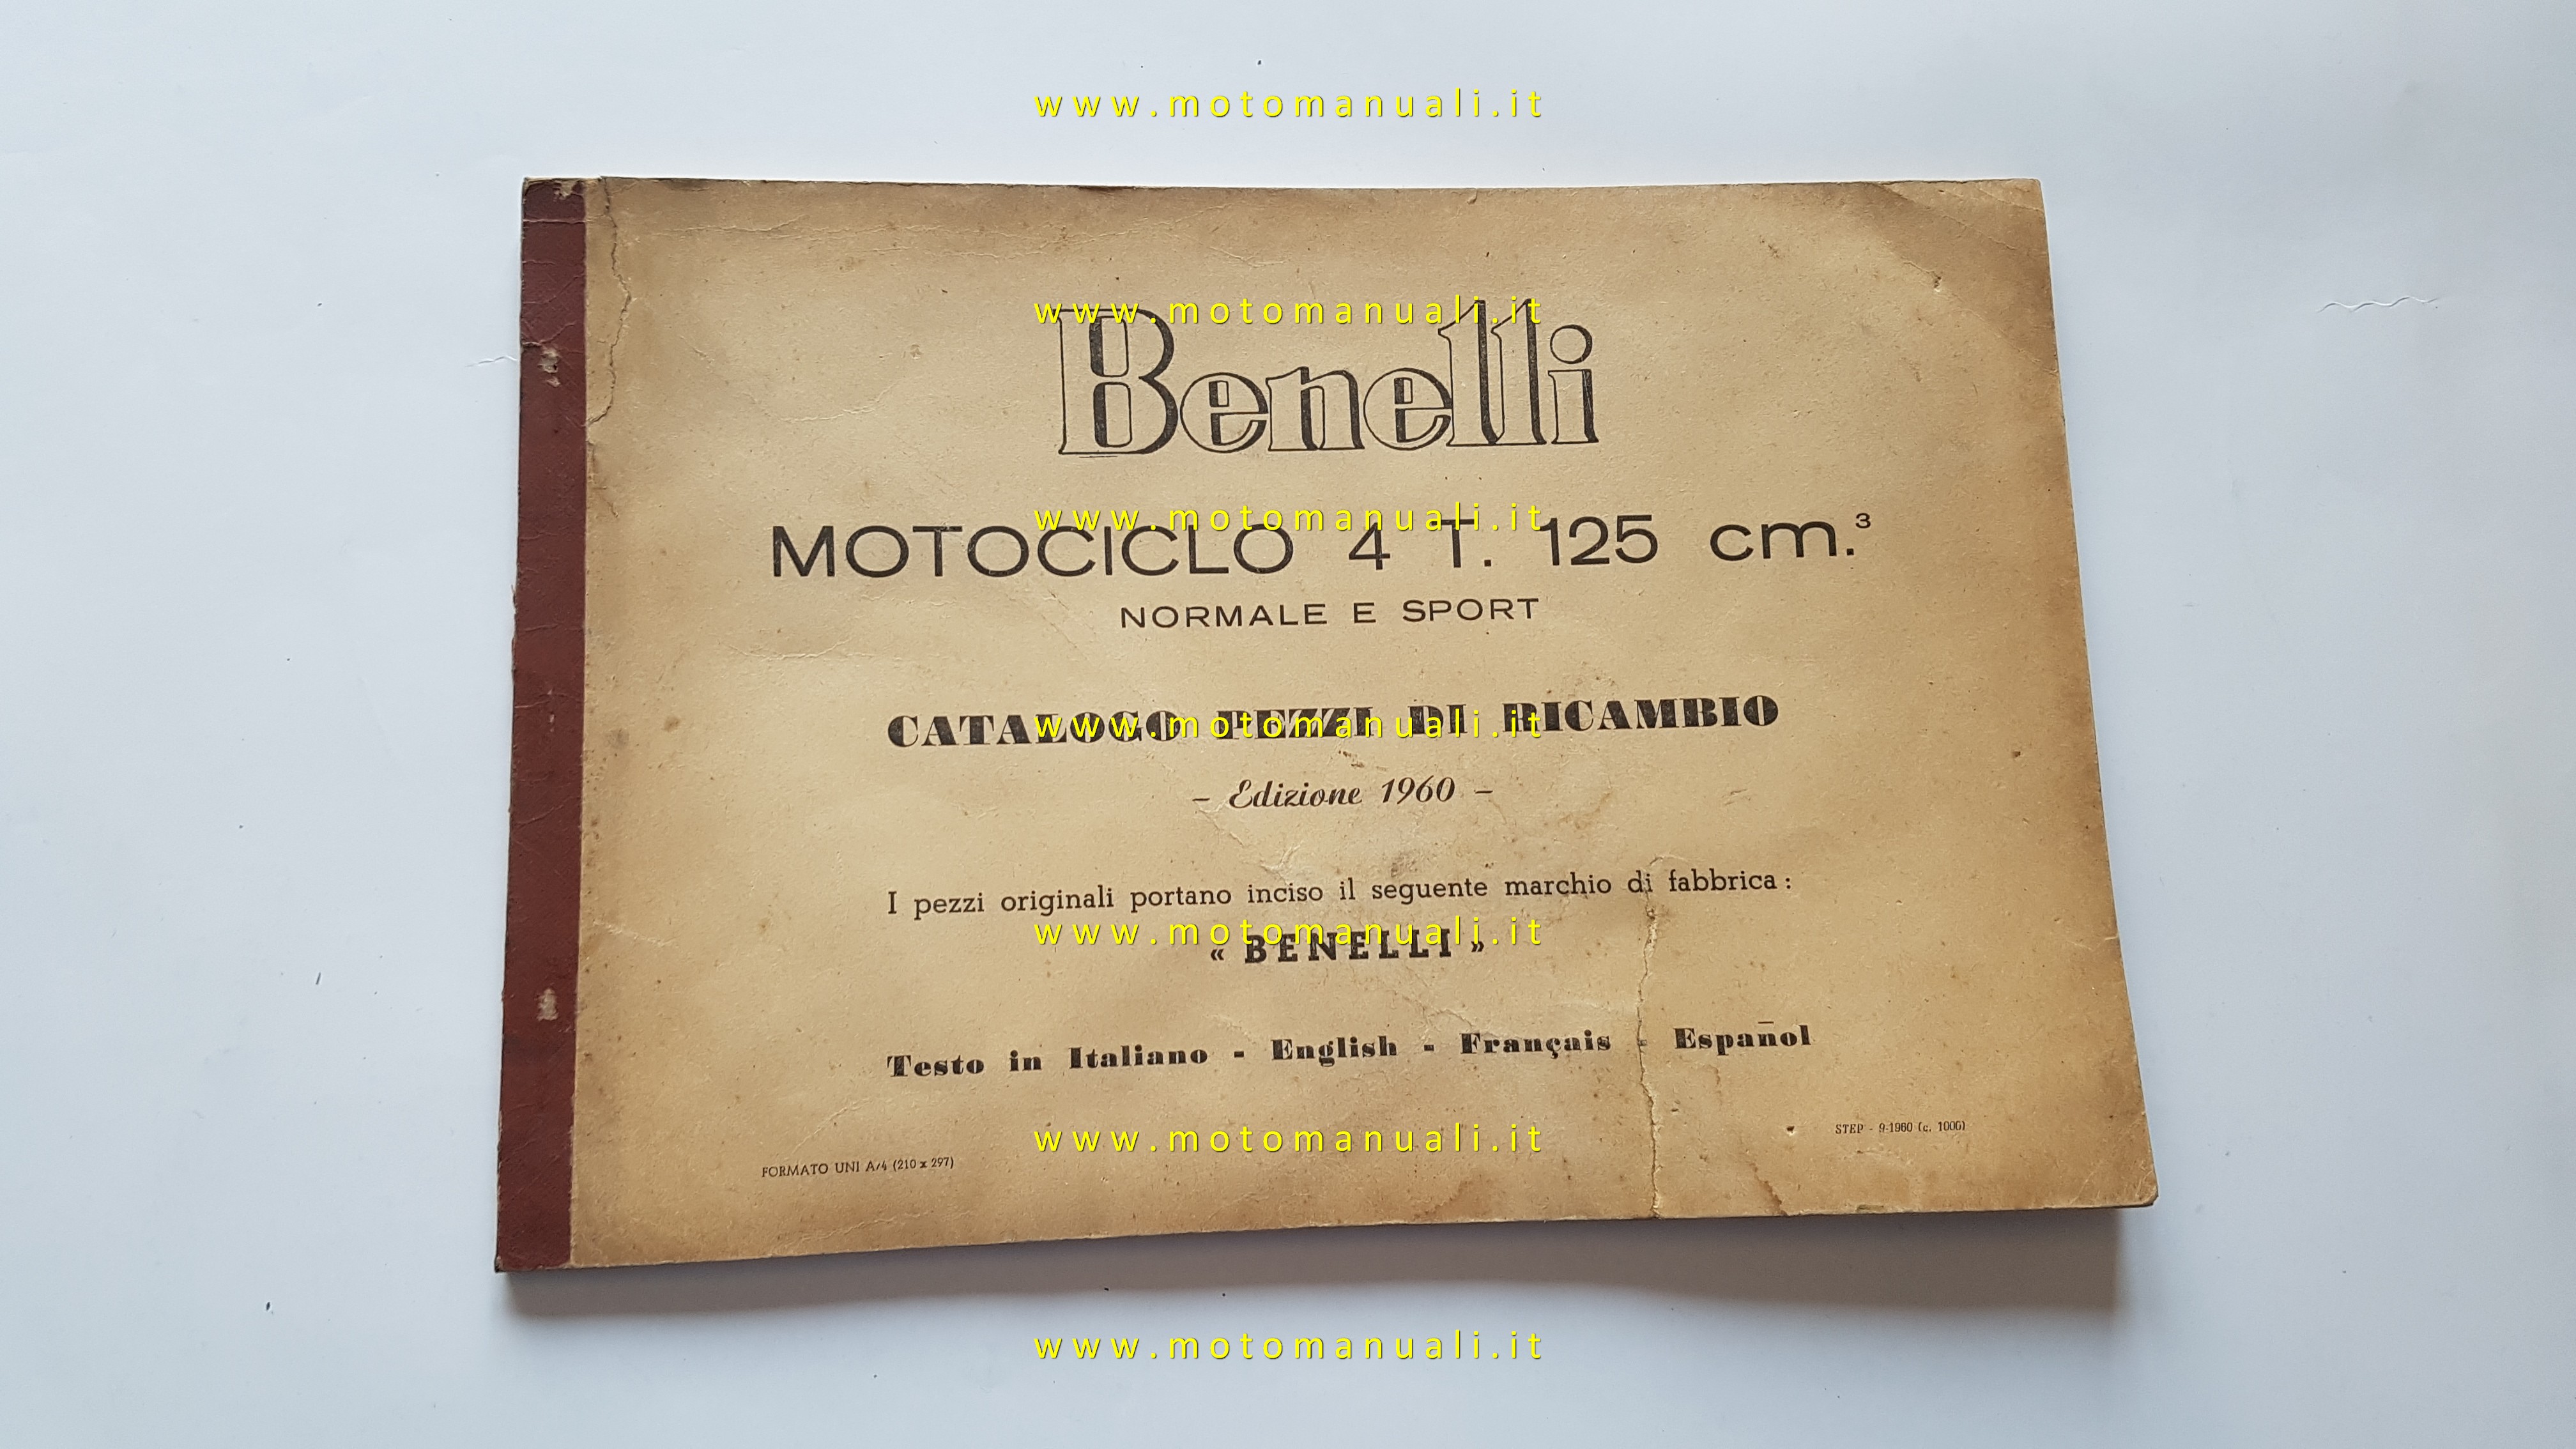 www.motomanuali.it
Benelli
www.motomanuali.it
MOTOCICLO 4 T. 125 cm.³
www.motomanuali.it
NORMALE E SPORT
CATALOGO PEZZI DI RICAMBIO
www.motomanuali.it
– Edizione 1960 –
I pezzi originali portano inciso il seguente marchio di fabbrica :
« BENELLI »
www.motomanuali.it
Testo in Italiano - English - Français - Español
www.motomanuali.it
FORMATO UNI A/4 (210 x 297)
STEP - 9-1960 (c. 1000)
www.motomanuali.it